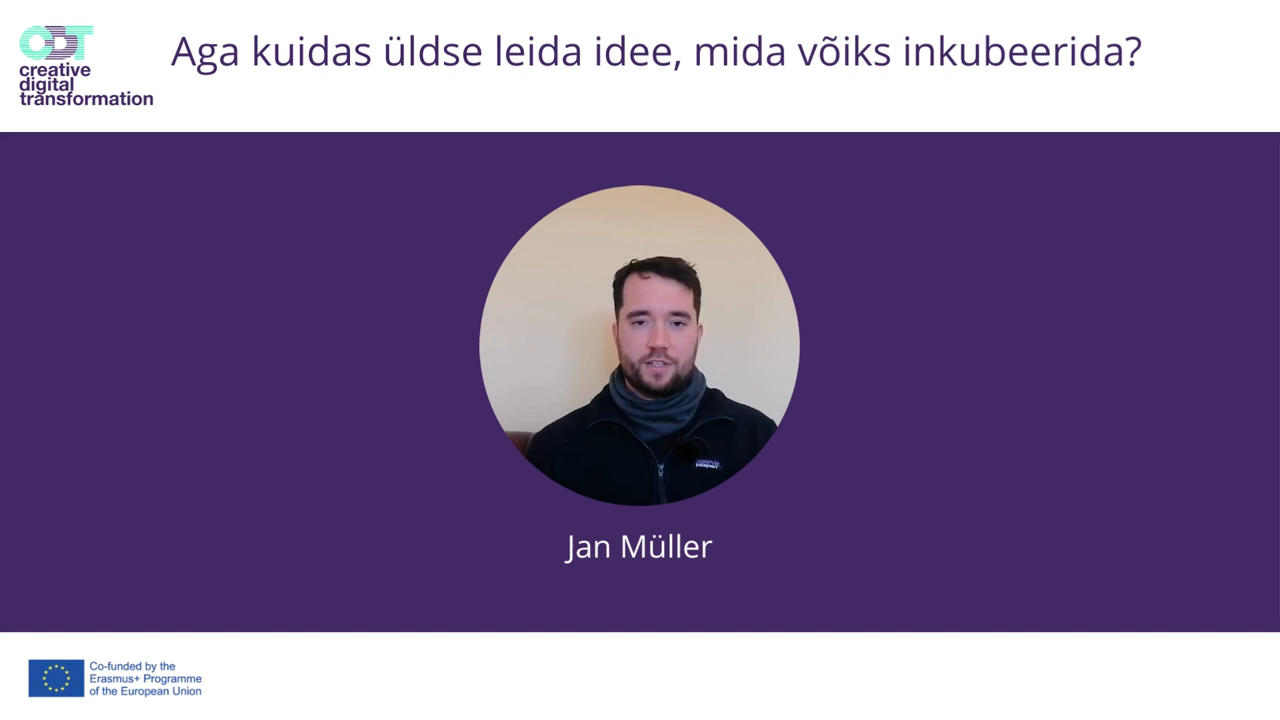 CDT
creative
digital
transformation
Aga kuidas üldse leida idee, mida võiks inkubeerida?
Jan Müller
Co-funded by the
Erasmus+ Programme
of the European Union